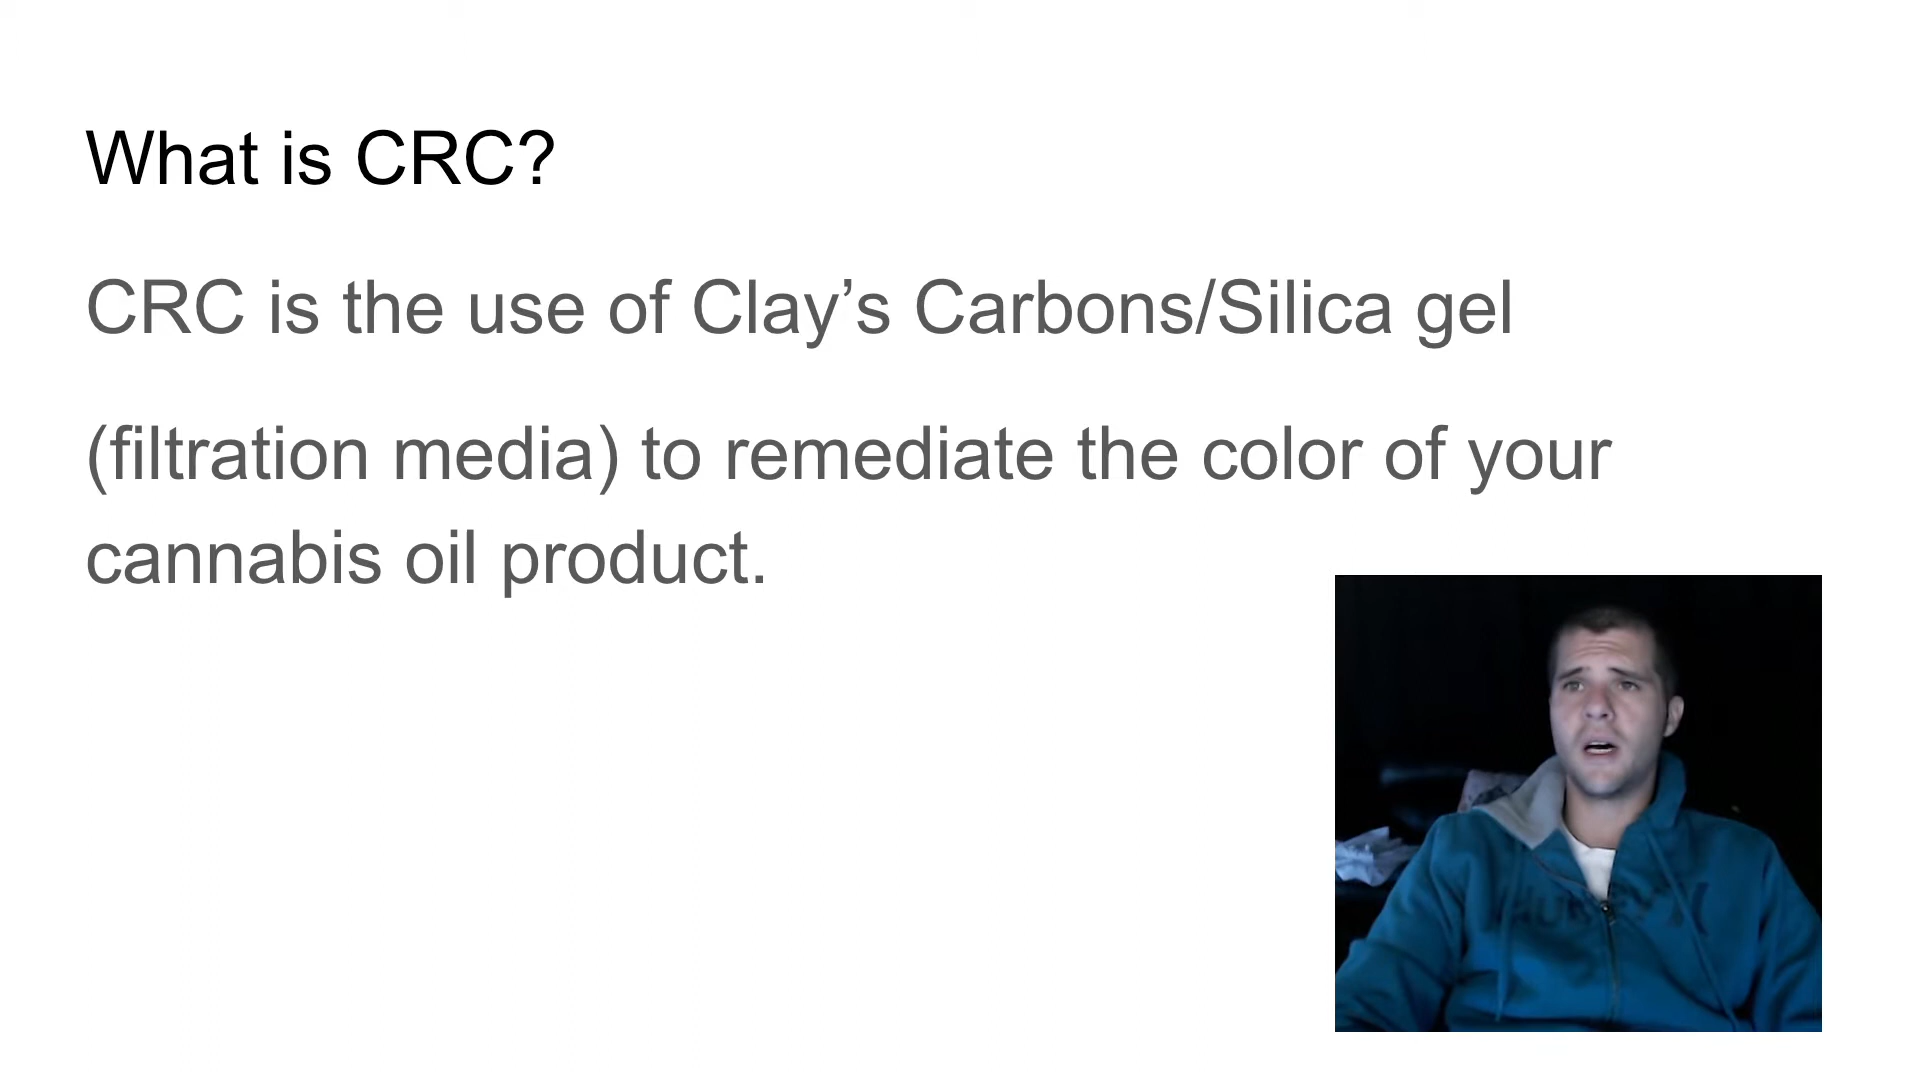 What is CRC?
CRC is the use of Clay’s Carbons/Silica gel
(filtration media) to remediate the color of your
cannabis oil product.